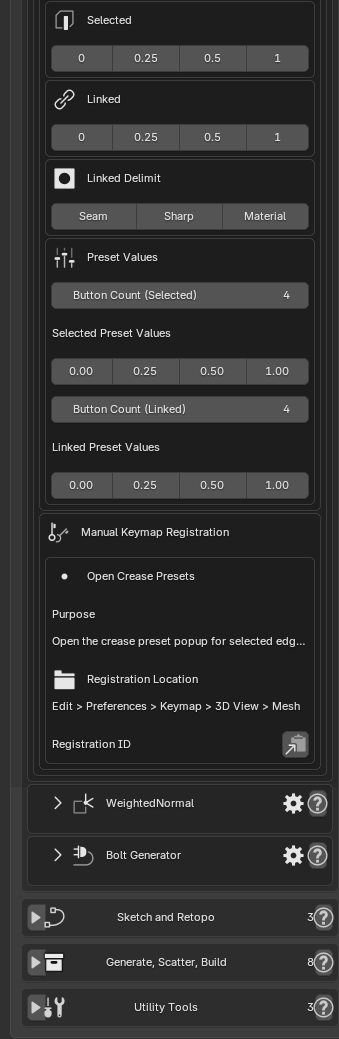 Selected
0 0.25 0.5 1
Linked
0 0.25 0.5 1
Linked Delimit
Seam Sharp Material
Preset Values
Button Count (Selected) 4
Selected Preset Values
0.00 0.25 0.50 1.00
Button Count (Linked) 4
Linked Preset Values
0.00 0.25 0.50 1.00
Manual Keymap Registration
Open Crease Presets
Purpose
Open the crease preset popup for selected edg...
Registration Location
Edit > Preferences > Keymap > 3D View > Mesh
Registration ID
WeightedNormal ?
Bolt Generator ?
Sketch and Retopo 3 ?
Generate, Scatter, Build 8 ?
Utility Tools 3 ?